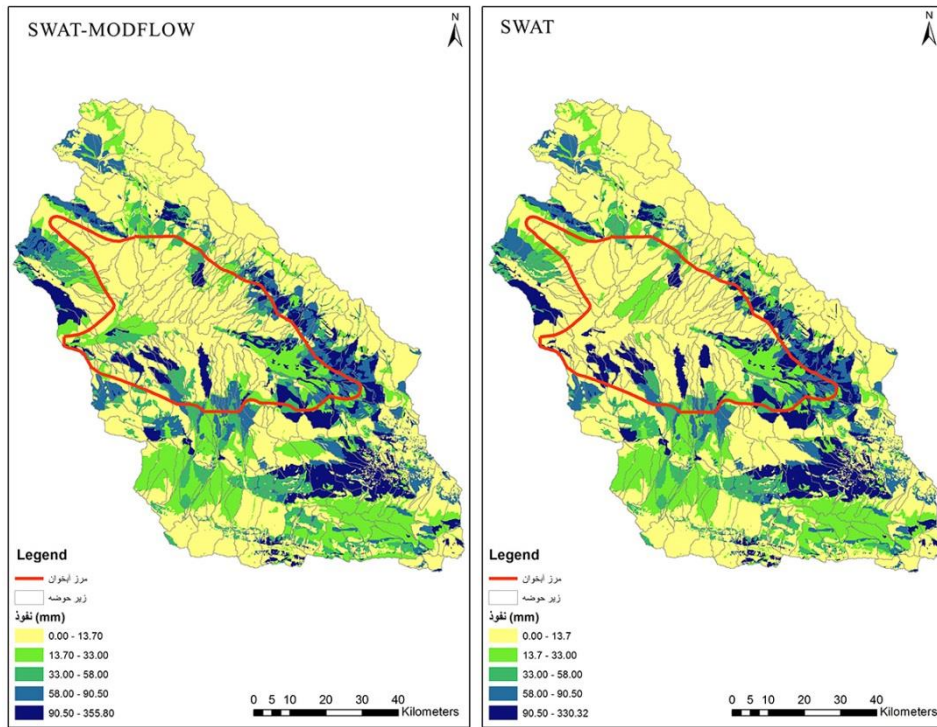 SWAT-MODFLOW
N
Legend
مرز آبخوان
زیر حوضه
نفوذ (mm)
0.00 - 13.70
13.70 - 33.00
33.00 - 58.00
58.00 - 90.50
90.50 - 355.80
0 5 10 20 30 40
Kilometers
SWAT
N
Legend
مرز آبخوان
زیر حوضه
نفوذ (mm)
0.00 - 13.7
13.7 - 33.00
33.00 - 58.00
58.00 - 90.50
90.50 - 330.32
0 5 10 20 30 40
Kilometers